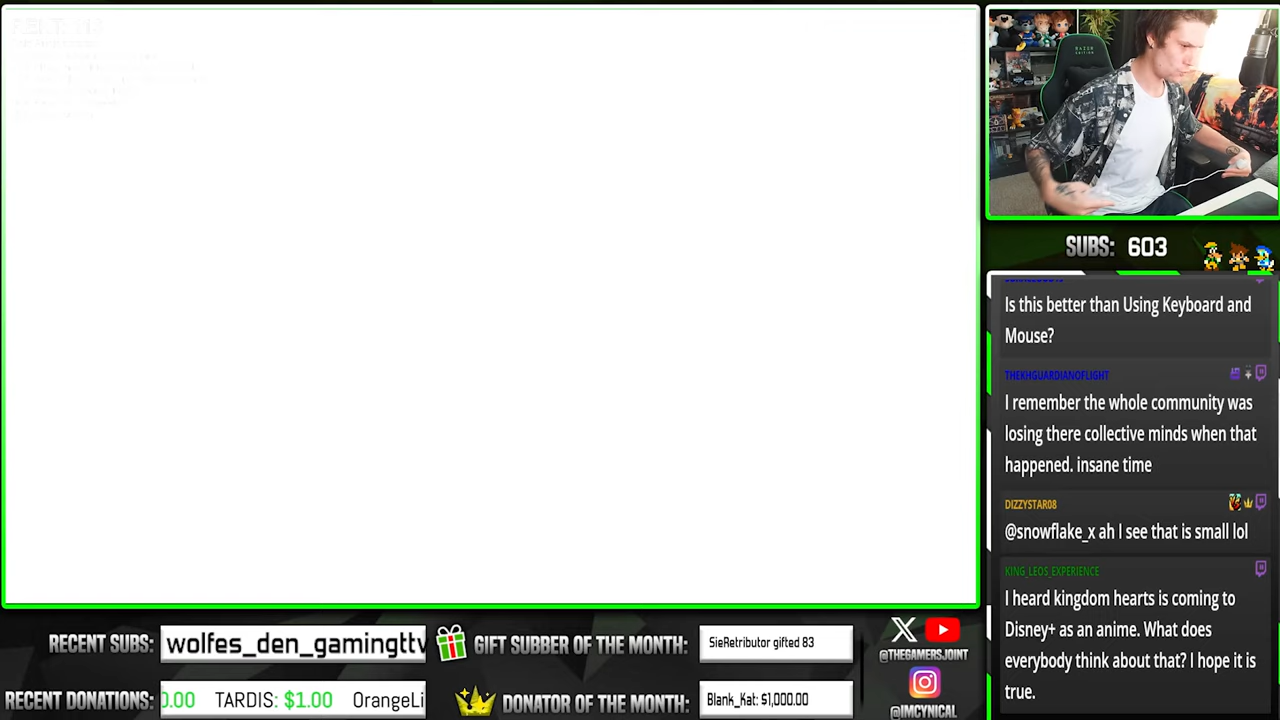 SUBS: 603
Is this better than Using Keyboard and
Mouse?
THEKHGUARDIANOFLIGHT
I remember the whole community was
losing there collective minds when that
happened. insane time
DIZZYSTAR08
@snowflake_x ah I see that is small lol
KING_LEOS_EXPERIENCE
I heard kingdom hearts is coming to
Disney+ as an anime. What does
everybody think about that? I hope it is
true.
RECENT SUBS: wolfes_den_gamingttv
GIFT SUBBER OF THE MONTH: SieRetributor gifted 83
@THEGAMERSJOINT
RECENT DONATIONS: 0.00 TARDIS: $1.00 OrangeLi
DONATOR OF THE MONTH: Blank_Kat: $1,000.00
@IMCYNICAL